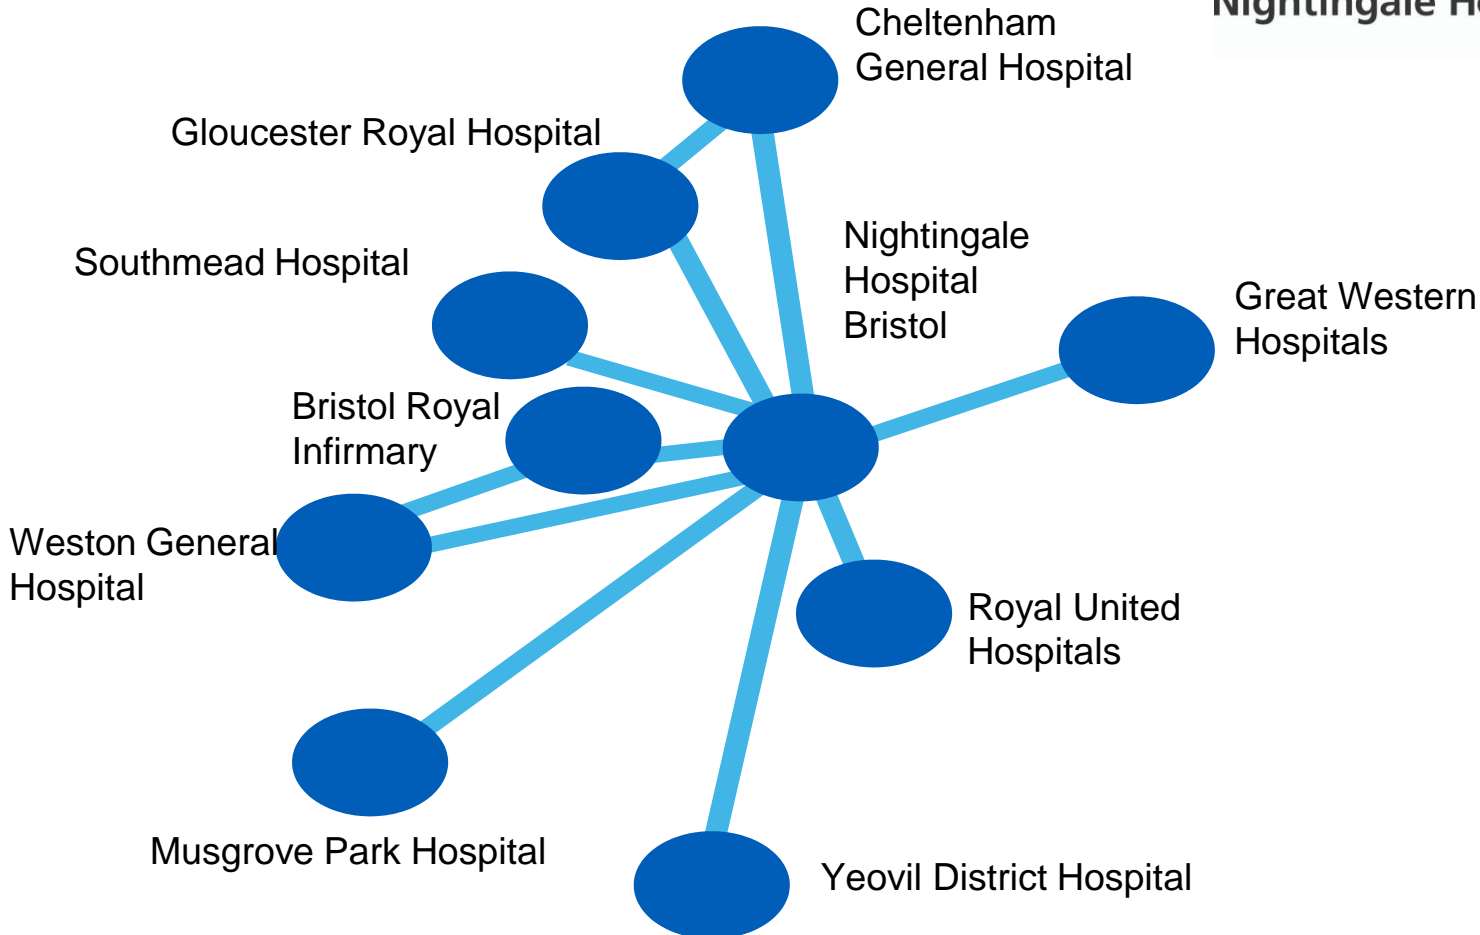 Nightingale
Cheltenham
General Hospital
Gloucester Royal Hospital
Southmead Hospital
Nightingale
Hospital
Bristol
Great Western
Hospitals
Bristol Royal
Infirmary
Weston General
Hospital
Royal United
Hospitals
Musgrove Park Hospital
Yeovil District Hospital